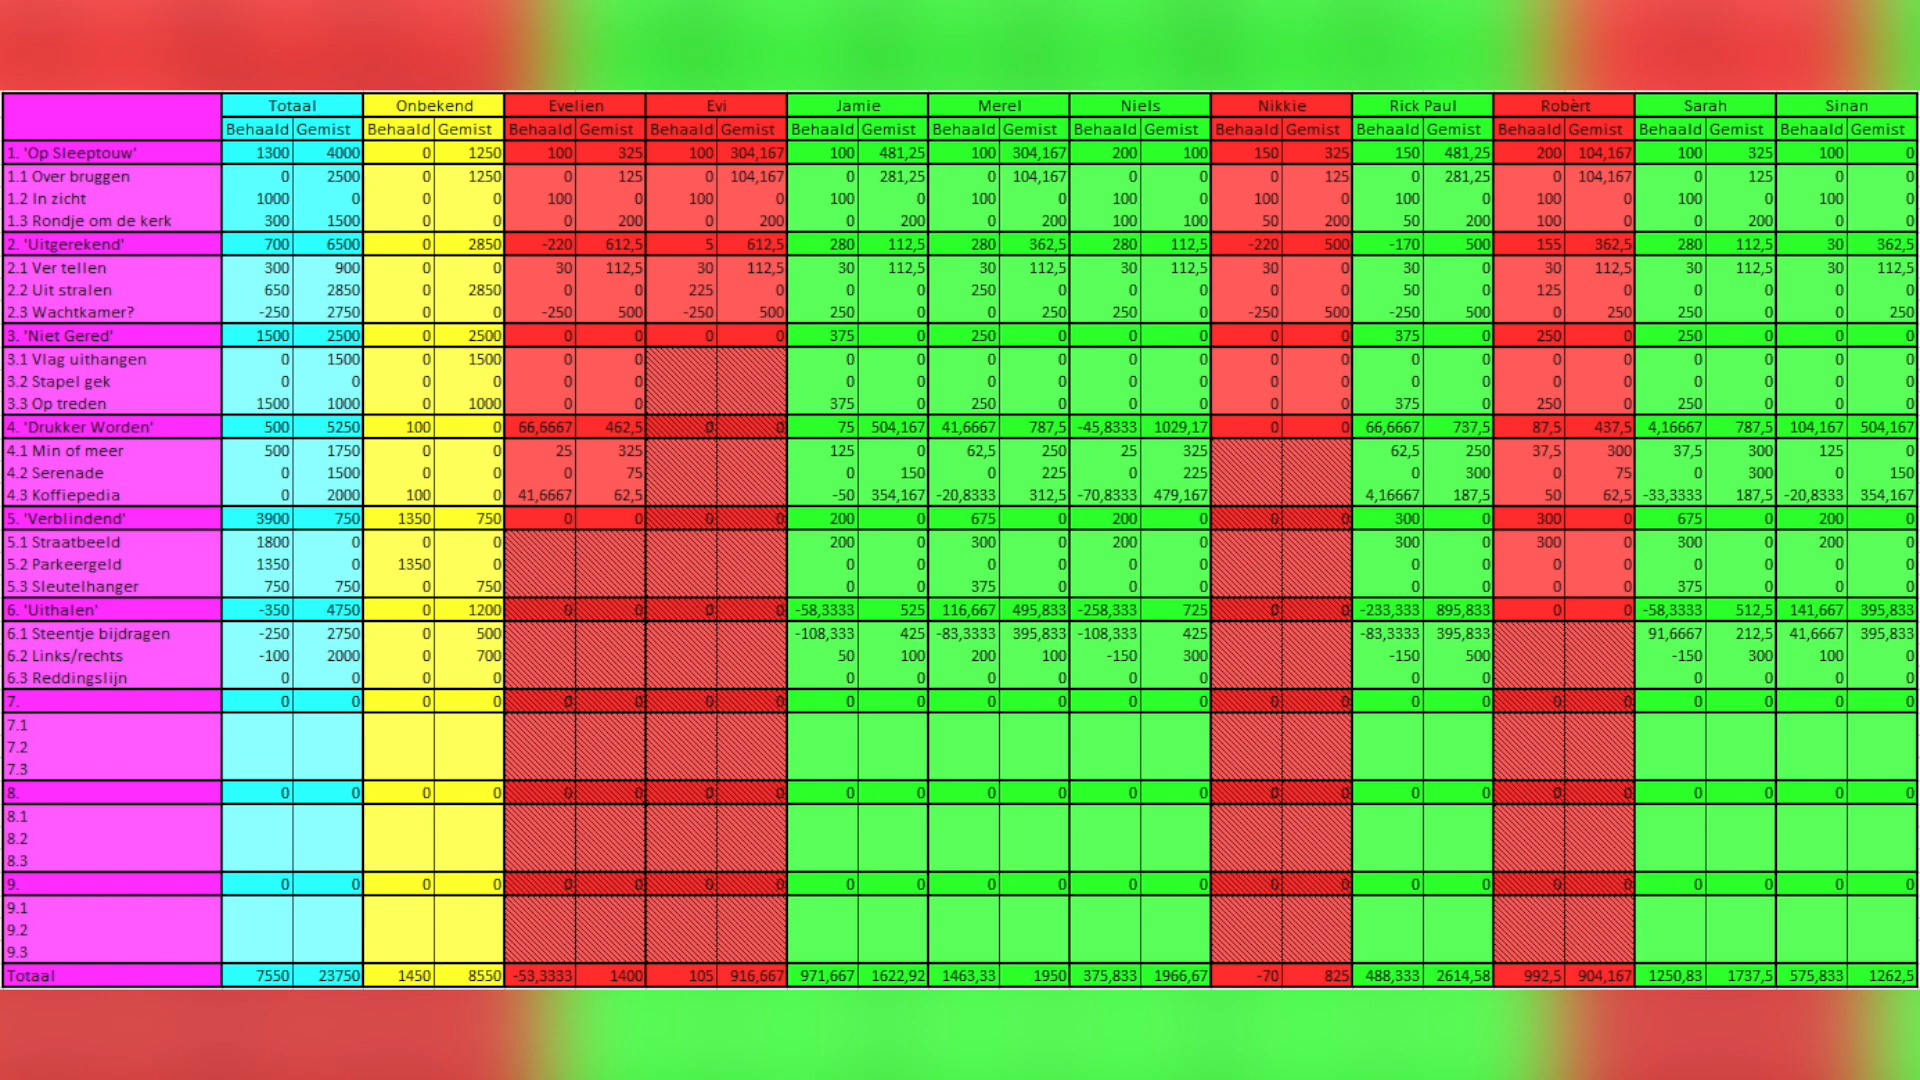 Totaal Onbekend Evelien Evi Jamie Merel Niels Nikkie Rick Paul Robèrt Sarah Sinan
Behaald Gemist Behaald Gemist Behaald Gemist Behaald Gemist Behaald Gemist Behaald Gemist Behaald Gemist Behaald Gemist Behaald Gemist Behaald Gemist Behaald Gemist Behaald Gemist
1. 'Op Sleeptouw' 1300 4000 0 1250 100 325 100 304,167 100 481,25 100 304,167 200 100 150 325 150 481,25 200 104,167 100 325 100 0
1.1 Over bruggen 0 2500 0 1250 0 125 0 104,167 0 281,25 0 104,167 0 0 0 125 0 281,25 0 104,167 0 125 0 0
1.2 In zicht 1000 0 0 0 100 0 100 0 100 0 100 0 100 0 100 0 100 0 100 0 100 0 100 0
1.3 Rondje om de kerk 300 1500 0 0 0 200 0 200 0 200 0 200 100 100 50 200 50 200 100 0 0 200 0 0
2. 'Uitgerekend' 700 6500 0 2850 -220 612,5 5 612,5 280 112,5 280 362,5 280 112,5 -220 500 -170 500 155 362,5 280 112,5 30 362,5
2.1 Ver tellen 300 900 0 0 30 112,5 30 112,5 30 112,5 30 112,5 30 112,5 30 0 30 0 30 112,5 30 112,5 30 112,5
2.2 Uit stralen 650 2850 0 2850 0 0 225 0 0 0 250 0 0 0 0 0 50 0 125 0 0 0 0 0
2.3 Wachtkamer? -250 2750 0 0 -250 500 -250 500 250 0 0 250 250 0 -250 500 -250 500 0 250 250 0 0 250
3. 'Niet Gered' 1500 2500 0 2500 0 0 0 0 375 0 250 0 0 0 0 0 375 0 250 0 250 0 0 0
3.1 Vlag uithangen 0 1500 0 1500 0 0 0 0 0 0 0 0 0 0 0 0 0 0 0 0 0 0
3.2 Stapel gek 0 0 0 0 0 0 0 0 0 0 0 0 0 0 0 0 0 0 0 0 0 0
3.3 Op treden 1500 1000 0 1000 0 0 375 0 250 0 0 0 0 0 375 0 250 0 250 0 0 0
4. 'Drukker Worden' 500 5250 100 0 66,6667 462,5 0 0 75 504,167 41,6667 787,5 -45,8333 1029,17 0 0 66,6667 737,5 87,5 437,5 4,16667 787,5 104,167 504,167
4.1 Min of meer 500 1750 0 0 25 325 125 0 62,5 250 25 325 62,5 250 37,5 300 37,5 300 125 0
4.2 Serenade 0 1500 0 0 0 75 0 150 0 225 0 225 0 300 0 75 0 300 0 150
4.3 Koffiepedia 0 2000 100 0 41,6667 62,5 -50 354,167 -20,8333 312,5 -70,8333 479,167 4,16667 187,5 50 62,5 -33,3333 187,5 -20,8333 354,167
5. 'Verblindend' 3900 750 1350 750 0 0 0 0 200 0 675 0 200 0 0 0 300 0 300 0 675 0 200 0
5.1 Straatbeeld 1800 0 0 0 200 0 300 0 200 0 300 0 300 0 300 0 200 0
5.2 Parkeergeld 1350 0 1350 0 0 0 0 0 0 0 0 0 0 0 0 0 0 0
5.3 Sleutelhanger 750 750 0 750 0 0 375 0 0 0 0 0 0 0 375 0 0 0
6. 'Uithalen' -350 4750 0 1200 0 0 0 0 -58,3333 525 116,667 495,833 -258,333 725 0 0 -233,333 895,833 0 0 -58,3333 512,5 141,667 395,833
6.1 Steentje bijdragen -250 2750 0 500 -108,333 425 -83,3333 395,833 -108,333 425 -83,3333 395,833 91,6667 212,5 41,6667 395,833
6.2 Links/rechts -100 2000 0 700 50 100 200 100 -150 300 -150 500 -150 300 100 0
6.3 Reddingslijn 0 0 0 0 0 0 0 0 0 0 0 0 0 0 0 0
7. 0 0 0 0 0 0 0 0 0 0 0 0 0 0 0 0 0 0 0 0 0 0 0 0
7.1
7.2
7.3
8. 0 0 0 0 0 0 0 0 0 0 0 0 0 0 0 0 0 0 0 0 0 0 0 0
8.1
8.2
8.3
9. 0 0 0 0 0 0 0 0 0 0 0 0 0 0 0 0 0 0 0 0 0 0 0 0
9.1
9.2
9.3
Totaal 7550 23750 1450 8550 -53,3333 1400 105 916,667 971,667 1622,92 1463,33 1950 375,833 1966,67 -70 825 488,333 2614,58 992,5 904,167 1250,83 1737,5 575,833 1262,5